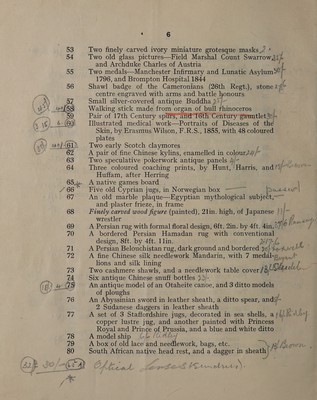 6
53 Two finely carved ivory miniature grotesque masks
54 Two old glass pictures—Field Marshal Count Swarrow
and Archduke Charles of Austria
55 Two medals—Manchester Infirmary and Lunatic Asylum
1796, and Brompton Hospital 1844
56 Shawl badge of the Cameronians (26th Regt.), stone
centre engraved with arms and battle honours
57 Small silver-covered antique Buddha
58 Walking stick made from organ of bull rhinoceros
59 Pair of 17th Century spurs, and 16th Century gauntlet
60 Illustrated medical work—Portraits of Diseases of the
Skin, by Erasmus Wilson, F.R.S., 1855, with 48 coloured
plates
61 Two early Scotch claymores
62 A pair of fine Chinese kylins, enamelled in colour
63 Two speculative pokerwork antique panels
64 Three coloured coaching prints, by Hunt, Harris, and
Huffam, after Herring
65 A native games board
66 Five old Cyprus jugs, in Norwegian box
67 An old marble plaque—Egyptian mythological subject,
and plaster frieze, in frame
68 Finely carved wood figure (painted), 21in. high, of Japanese
wrestler
69 A Persian rug with formal floral design, 6ft. 2in. by 4ft. 4in.
70 A bordered Persian Hamadan rug with conventional
design, 8ft. by 4ft. 11in.
71 A Persian Belouchistan rug, dark ground and bordered
72 A fine Chinese silk needlework Mandarin, with 7 medallions
and silk lining
73 Two cashmere shawls, and a needlework table cover
74 Six antique Chinese snuff bottles
75 An antique model of an Otaheite canoe, and 3 ditto models
of ploughs
76 An Abyssinian sword in leather sheath, a ditto spear, and
2 Sudanese daggers in leather sheath
77 A set of 3 Staffordshire jugs, decorated in sea shells, a
copper lustre jug, and another painted with Princess
Royal and Prince of Prussia, and a blue and white ditto
78 A model ship
79 A box of old lace and needlework, bags, etc.
80 South African native head rest, and a dagger in sheath